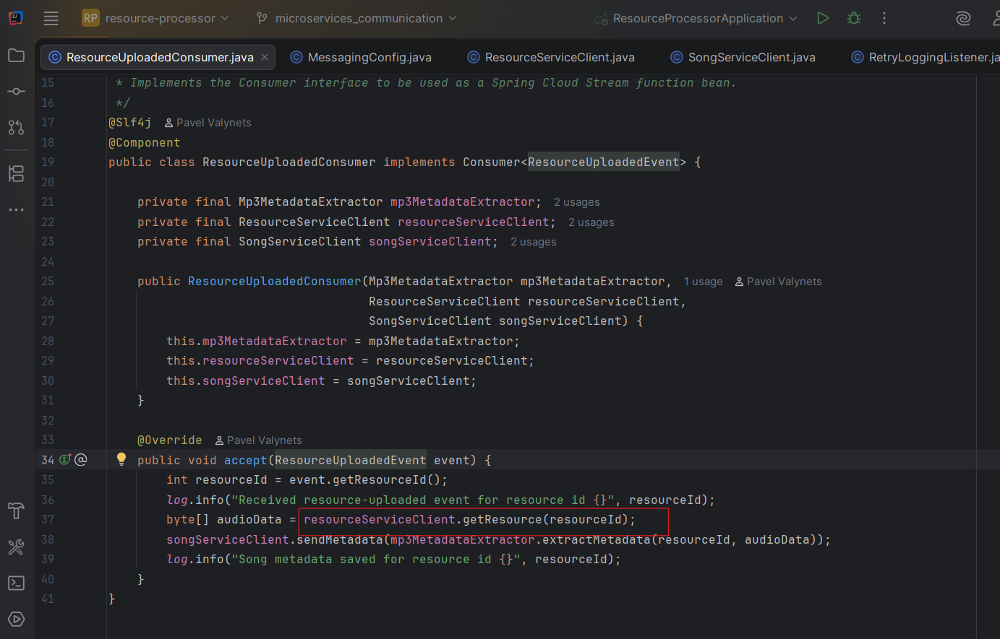 RP resource-processor microservices_communication ResourceProcessorApplication
ResourceUploadedConsumer.java MessagingConfig.java ResourceServiceClient.java SongServiceClient.java RetryLoggingListener.ja
15 * Implements the Consumer interface to be used as a Spring Cloud Stream function bean.
16 */
17 @Slf4j Pavel Valynets
18 @Component
19 public class ResourceUploadedConsumer implements Consumer<ResourceUploadedEvent> {
20
21 private final Mp3MetadataExtractor mp3MetadataExtractor; 2 usages
22 private final ResourceServiceClient resourceServiceClient; 2 usages
23 private final SongServiceClient songServiceClient; 2 usages
24
25 public ResourceUploadedConsumer(Mp3MetadataExtractor mp3MetadataExtractor, 1 usage Pavel Valynets
26 ResourceServiceClient resourceServiceClient,
27 SongServiceClient songServiceClient) {
28 this.mp3MetadataExtractor = mp3MetadataExtractor;
29 this.resourceServiceClient = resourceServiceClient;
30 this.songServiceClient = songServiceClient;
31 }
32
33 @Override Pavel Valynets
34 public void accept(ResourceUploadedEvent event) {
35 int resourceId = event.getResourceId();
36 log.info("Received resource-uploaded event for resource id {}", resourceId);
37 byte[] audioData = resourceServiceClient.getResource(resourceId);
38 songServiceClient.sendMetadata(mp3MetadataExtractor.extractMetadata(resourceId, audioData));
39 log.info("Song metadata saved for resource id {}", resourceId);
40 }
41 }